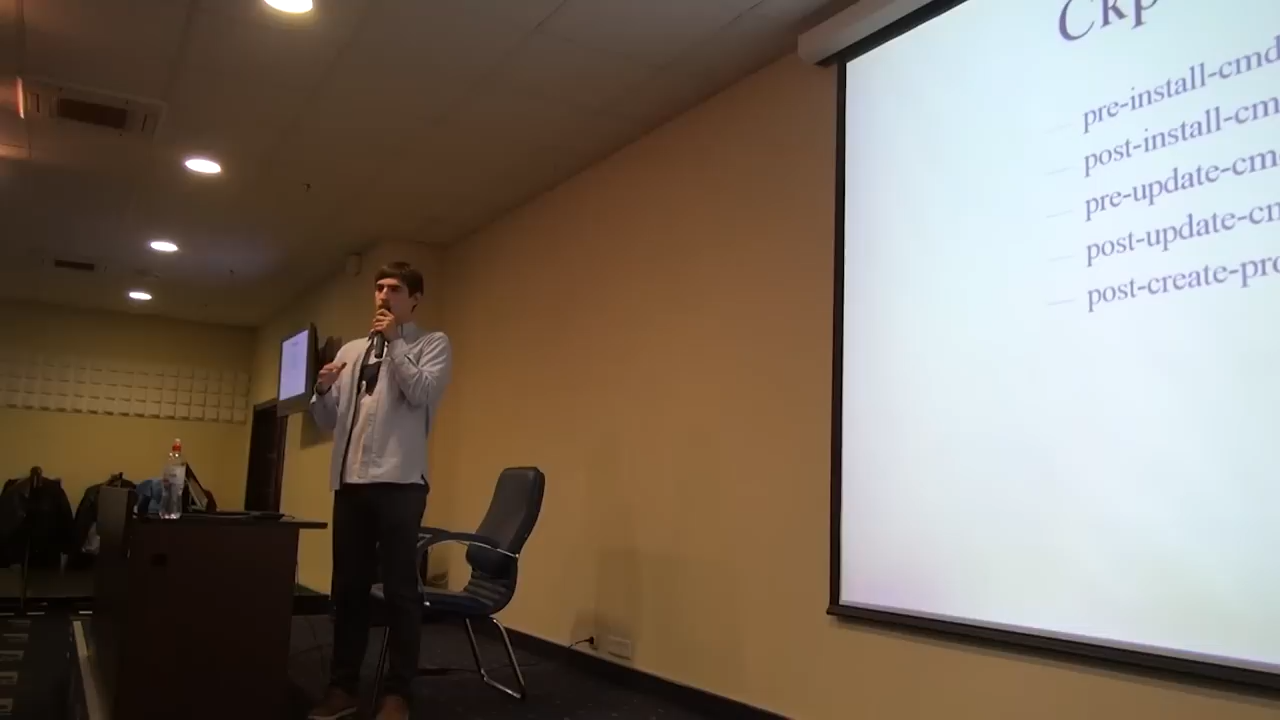 Скр
pre-install-cmd
post-install-cm
pre-update-cm
post-update-cm
post-create-pro